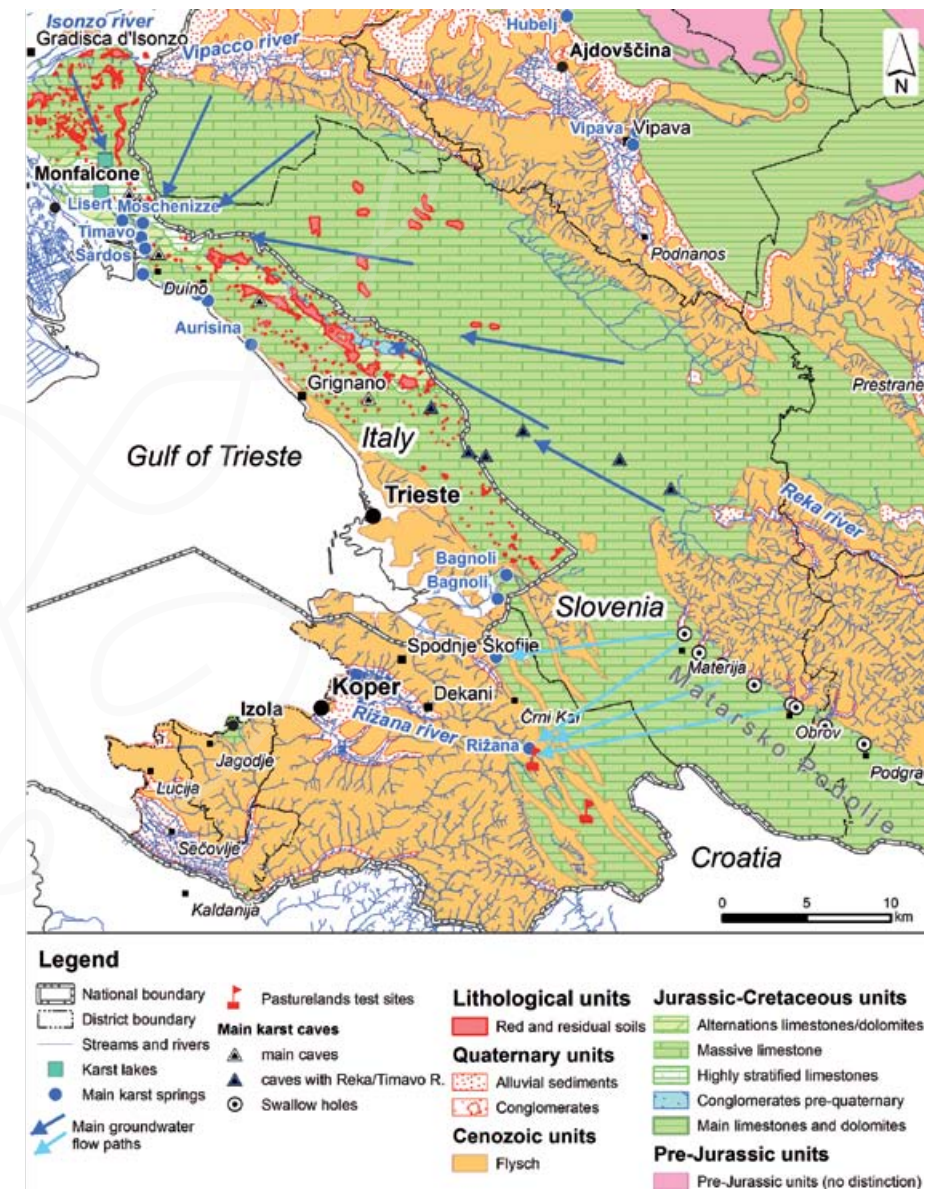 Isonzo river
Gradisca d'Isonzo
Vipacco river
Hubelj
Ajdovščina
N
Vipava
Vipava
Monfalcone
Lisert
Moschenizze
Timavo
Sardos
Podnanos
Duino
Aurisina
Prestrane
Grignano
Italy
Gulf of Trieste
Trieste
Reka river
Bagnoli
Bagnoli
Slovenia
Spodnje Škofije
Materija
Matarsko Podolje
Koper
Dekani
Izola
Črni Kal
Rižana river
Rižana
Obrov
Jagodje
Podgra
Lucija
Sečovlje
Croatia
Kaldanija
0 5 10
km
Legend
National boundary
District boundary
Streams and rivers
Karst lakes
Main karst springs
Main groundwater
flow paths
Pasturelands test sites
Main karst caves
main caves
caves with Reka/Timavo R.
Swallow holes
Lithological units
Red and residual soils
Quaternary units
Alluvial sediments
Conglomerates
Cenozoic units
Flysch
Jurassic-Cretaceous units
Alternations limestones/dolomites
Massive limestone
Highly stratified limestones
Conglomerates pre-quaternary
Main limestones and dolomites
Pre-Jurassic units
Pre-Jurassic units (no distinction)